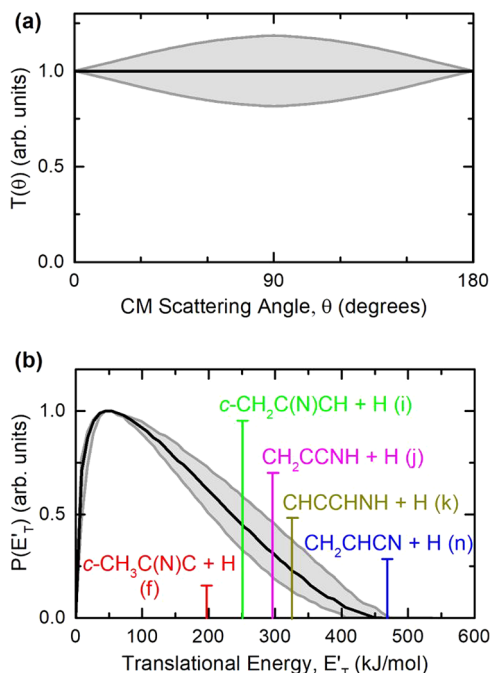 (a)
T(θ) (arb. units)
1.0
0.5
0.0
0
90
180
CM Scattering Angle, θ (degrees)
(b)
P(E'T) (arb. units)
1.0
0.5
0.0
c-CH2C(N)CH + H (i)
CH2CCNH + H (j)
CHCCHNH + H (k)
CH2CHCN + H (n)
c-CH3C(N)C + H
(f)
0
100
200
300
400
500
600
Translational Energy, E'T (kJ/mol)